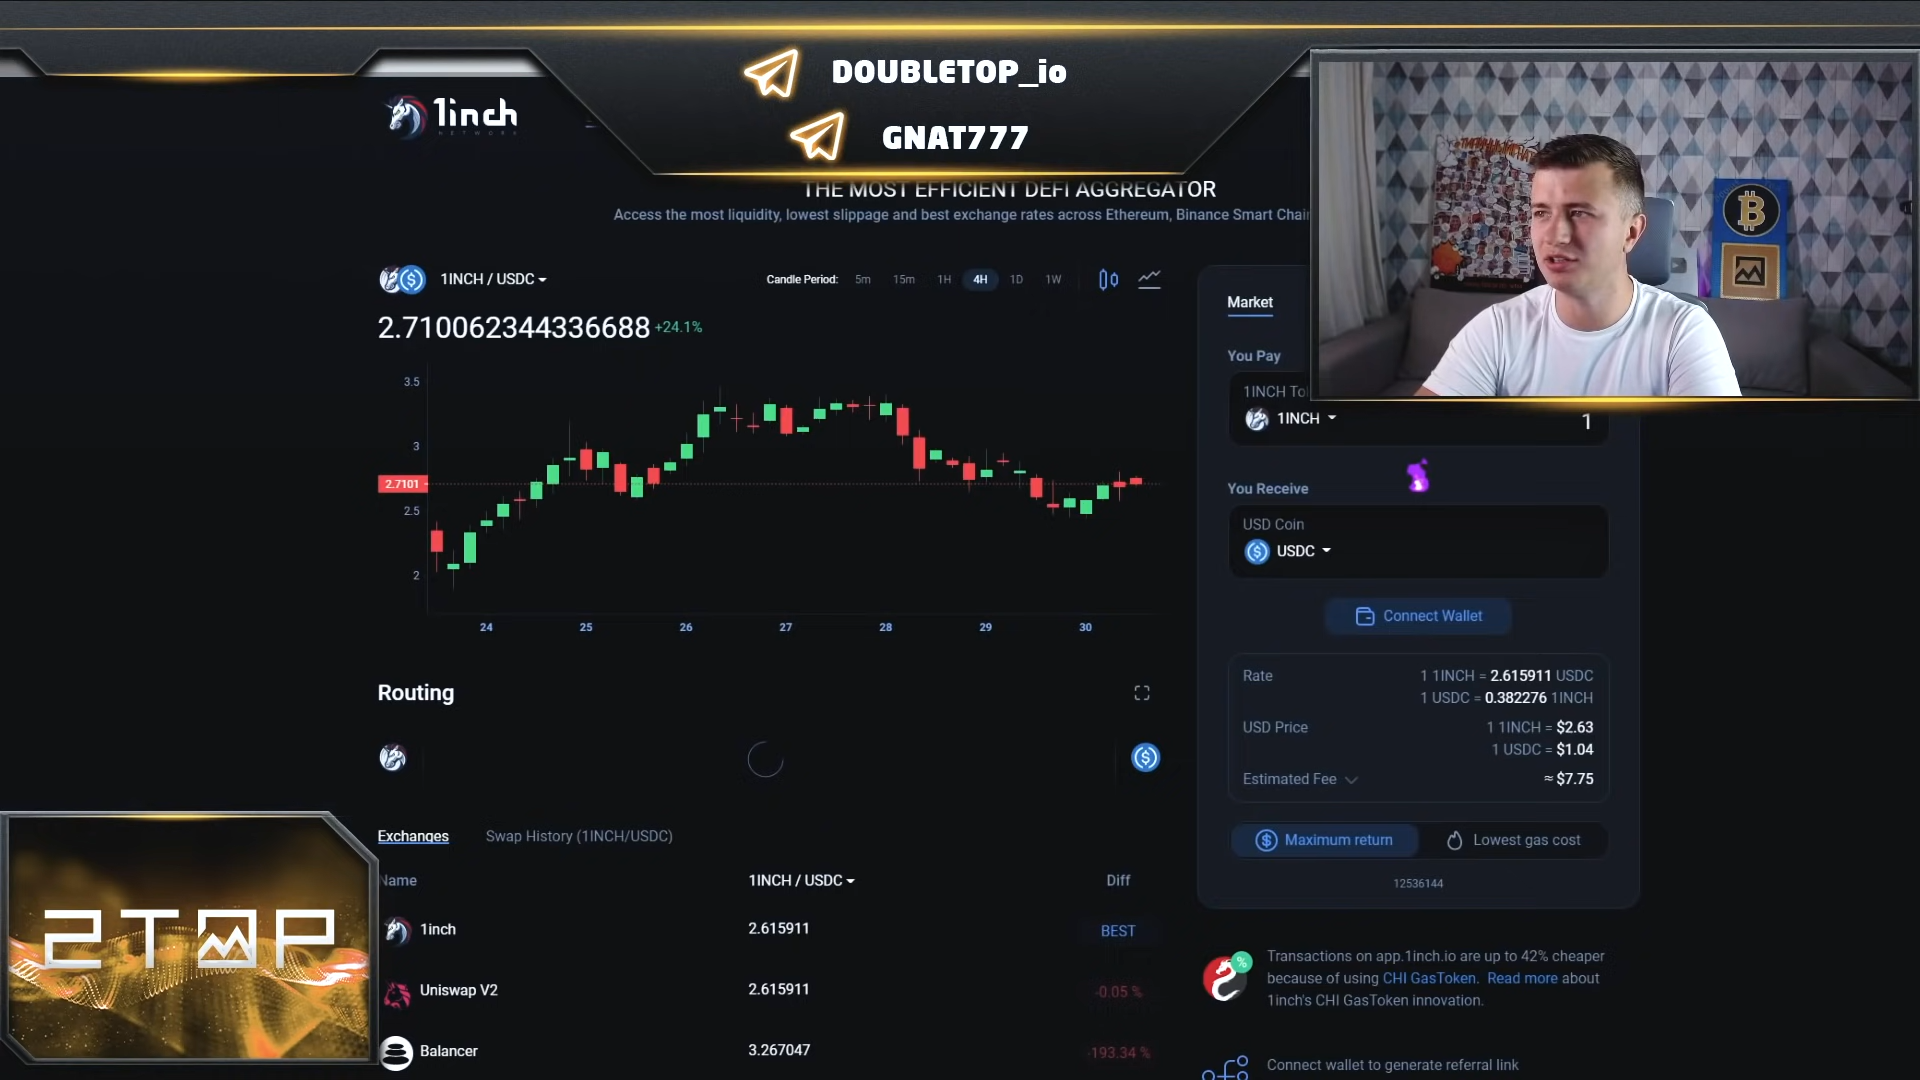 DOUBLETOP_io
GNAT777
1inch
NETWORK
THE MOST EFFICIENT DEFI AGGREGATOR
Access the most liquidity, lowest slippage and best exchange rates across Ethereum, Binance Smart Chain
1INCH / USDC
Candle Period: 5m 15m 1H 4H 1D 1W
2.710062344336688 +24.1%
3.5
3
2.7101
2.5
2
24 25 26 27 28 29 30
Market
You Pay
1INCH To
1INCH 1
You Receive
USD Coin
USDC
Connect Wallet
Rate 1 1INCH = 2.615911 USDC
1 USDC = 0.382276 1INCH
USD Price 1 1INCH = $2.63
1 USDC = $1.04
Estimated Fee ≈ $7.75
Maximum return Lowest gas cost
12536144
Routing
Exchanges Swap History (1INCH/USDC)
Name 1INCH / USDC Diff
1inch 2.615911 BEST
Uniswap V2 2.615911 -0.05 %
Balancer 3.267047 -193.34 %
Transactions on app.1inch.io are up to 42% cheaper
because of using CHI GasToken. Read more about
1inch's CHI GasToken innovation.
Connect wallet to generate referral link
2TOP